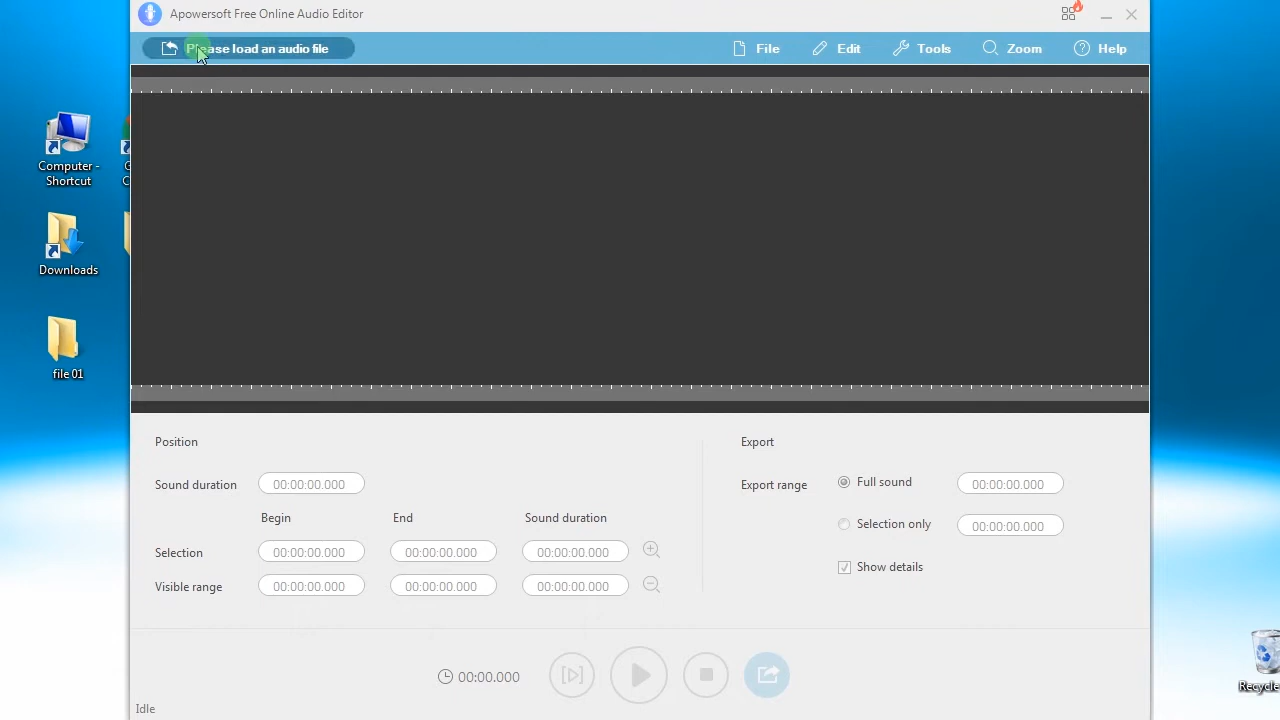 Apowersoft Free Online Audio Editor
Please load an audio file
File
Edit
Tools
Zoom
Help
Computer -
Shortcut
Downloads
file 01
Position
Export
Sound duration
00:00:00.000
Export range
Full sound
00:00:00.000
Begin
End
Sound duration
Selection only
00:00:00.000
Selection
00:00:00.000
00:00:00.000
00:00:00.000
Show details
Visible range
00:00:00.000
00:00:00.000
00:00:00.000
00:00.000
Idle